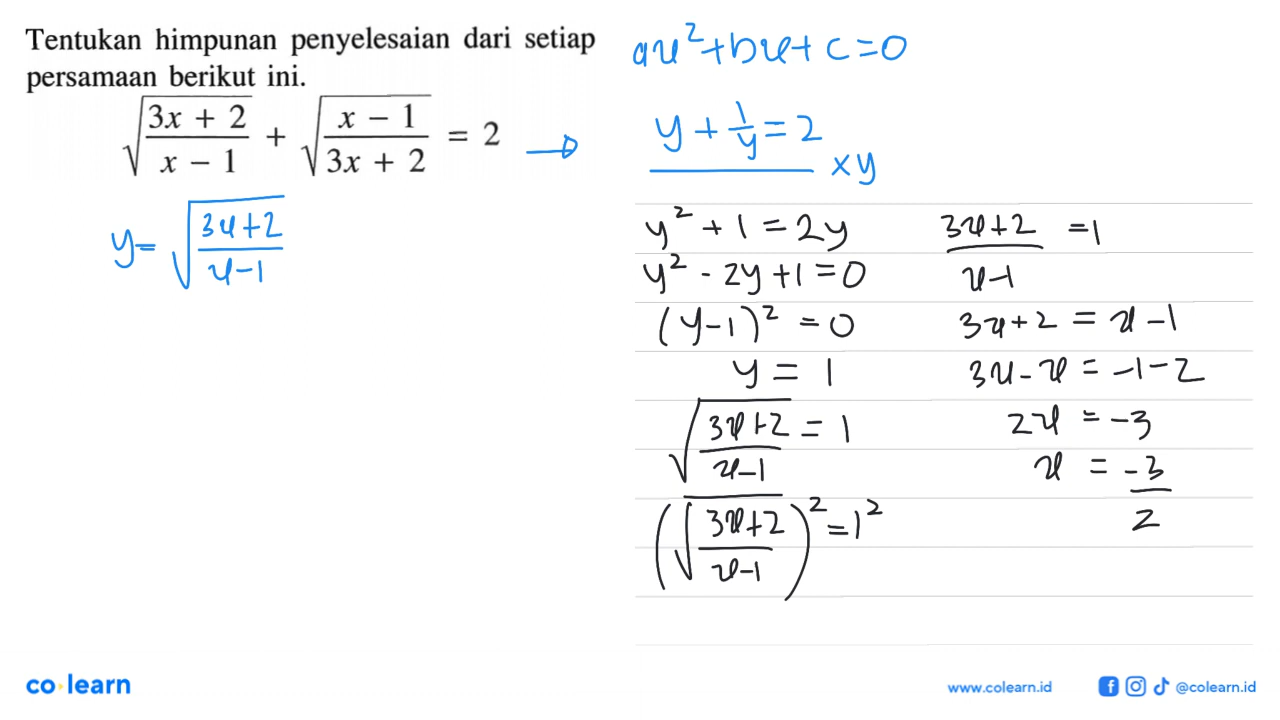 Tentukan himpunan penyelesaian dari setiap
persamaan berikut ini.
√((3x + 2)/(x - 1)) + √((x - 1)/(3x + 2)) = 2 →
y = √((3x+2)/(x-1))
ax² + bx + c = 0
y + 1/y = 2
× y
y² + 1 = 2y
y² - 2y + 1 = 0
(y-1)² = 0
y = 1
√((3x+2)/(x-1)) = 1
(√((3x+2)/(x-1)))² = 1²
(3x+2)/(x-1) = 1
3x + 2 = x - 1
3x - x = -1 - 2
2x = -3
x = -3/2
co learn
www.colearn.id
@colearn.id